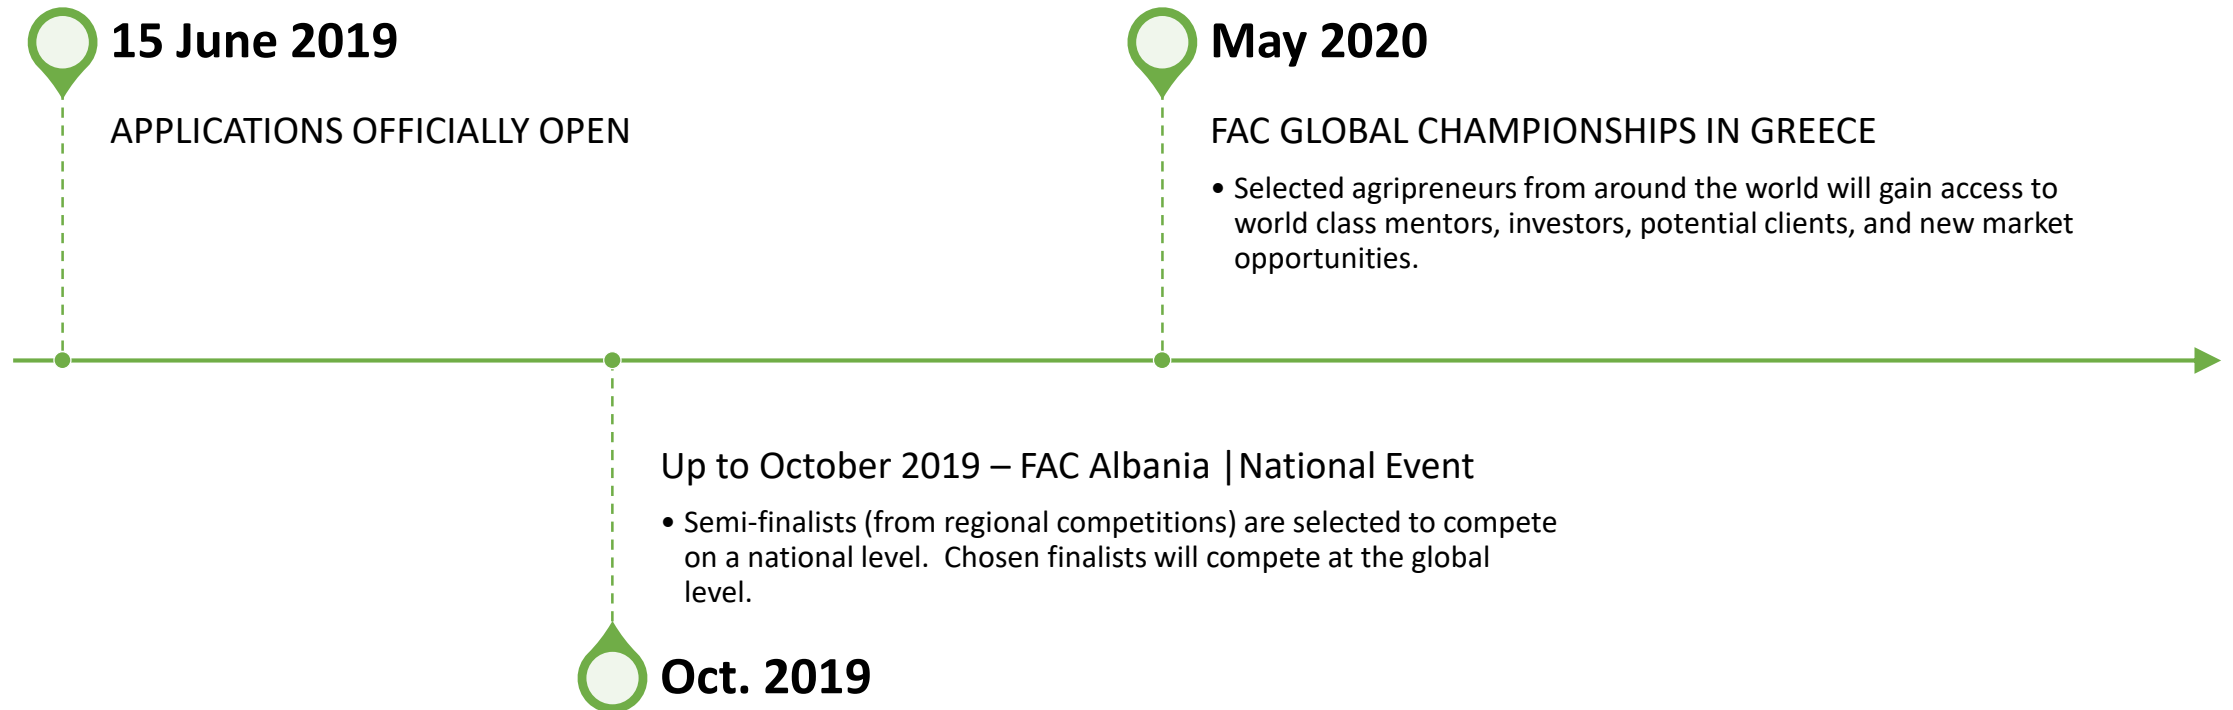 15 June 2019
APPLICATIONS OFFICIALLY OPEN
May 2020
FAC GLOBAL CHAMPIONSHIPS IN GREECE
• Selected agripreneurs from around the world will gain access to
world class mentors, investors, potential clients, and new market
opportunities.
Up to October 2019 – FAC Albania |National Event
• Semi-finalists (from regional competitions) are selected to compete
on a national level.  Chosen finalists will compete at the global
level.
Oct. 2019